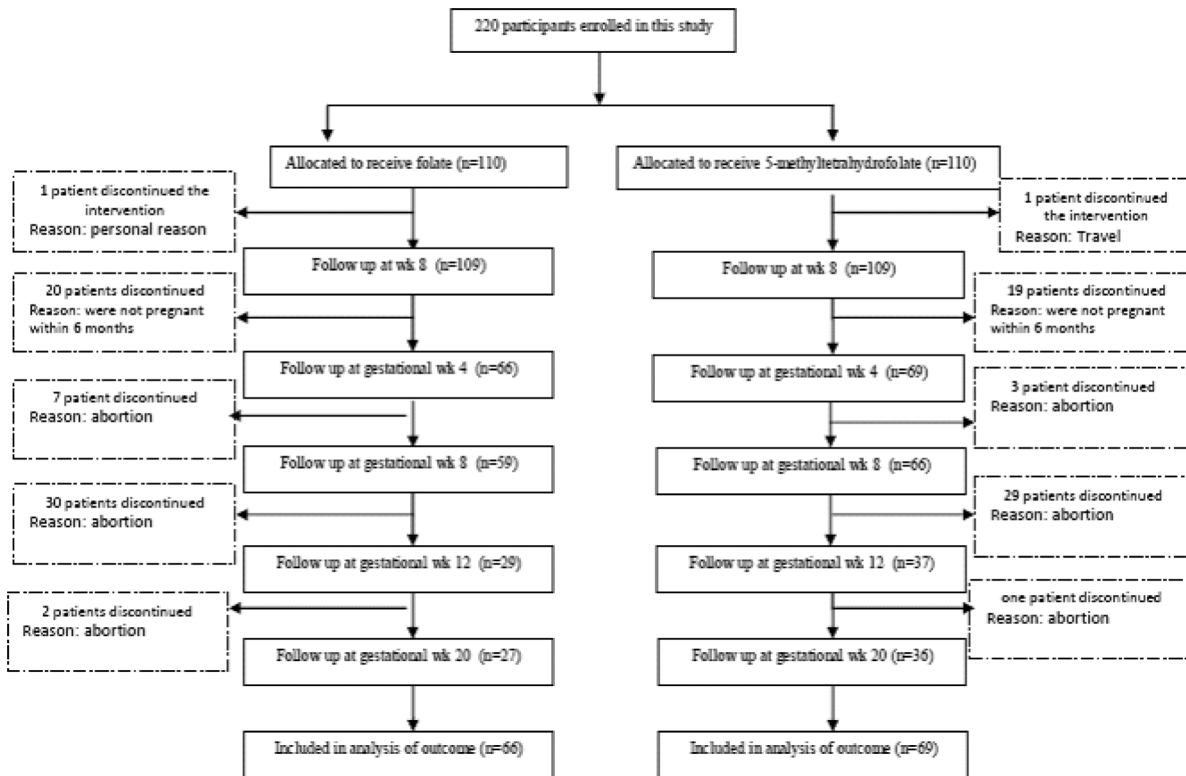 220 participants enrolled in this study
Allocated to receive folate (n=110)
Allocated to receive 5-methyltetrahydrofolate (n=110)
1 patient discontinued the
intervention
Reason: personal reason
1 patient discontinued
the intervention
Reason: Travel
Follow up at wk 8 (n=109)
Follow up at wk 8 (n=109)
20 patients discontinued
Reason: were not pregnant
within 6 months
19 patients discontinued
Reason: were not pregnant
within 6 months
Follow up at gestational wk 4 (n=66)
Follow up at gestational wk 4 (n=69)
7 patient discontinued
Reason: abortion
3 patient discontinued
Reason: abortion
Follow up at gestational wk 8 (n=59)
Follow up at gestational wk 8 (n=66)
30 patients discontinued
Reason: abortion
29 patients discontinued
Reason: abortion
Follow up at gestational wk 12 (n=29)
Follow up at gestational wk 12 (n=37)
2 patients discontinued
Reason: abortion
one patient discontinued
Reason: abortion
Follow up at gestational wk 20 (n=27)
Follow up at gestational wk 20 (n=36)
Included in analysis of outcome (n=66)
Included in analysis of outcome (n=69)